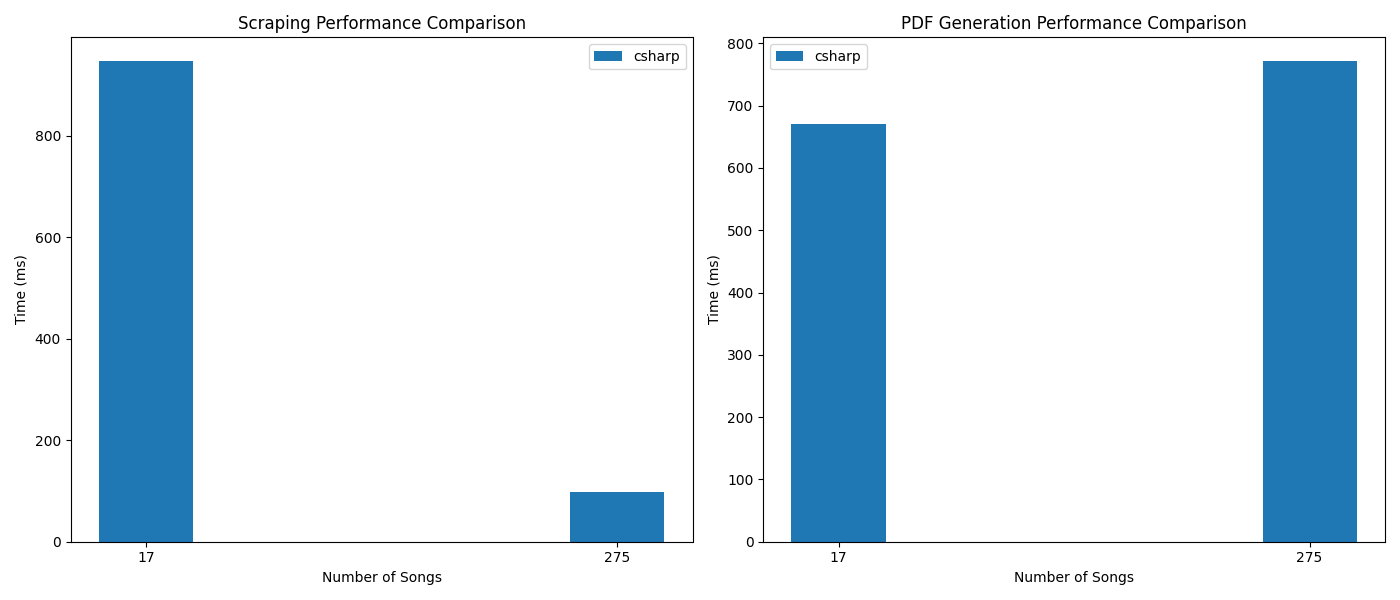 Scraping Performance Comparison
csharp
Time (ms)
800
600
400
200
0
17
275
Number of Songs
PDF Generation Performance Comparison
csharp
Time (ms)
800
700
600
500
400
300
200
100
0
17
275
Number of Songs